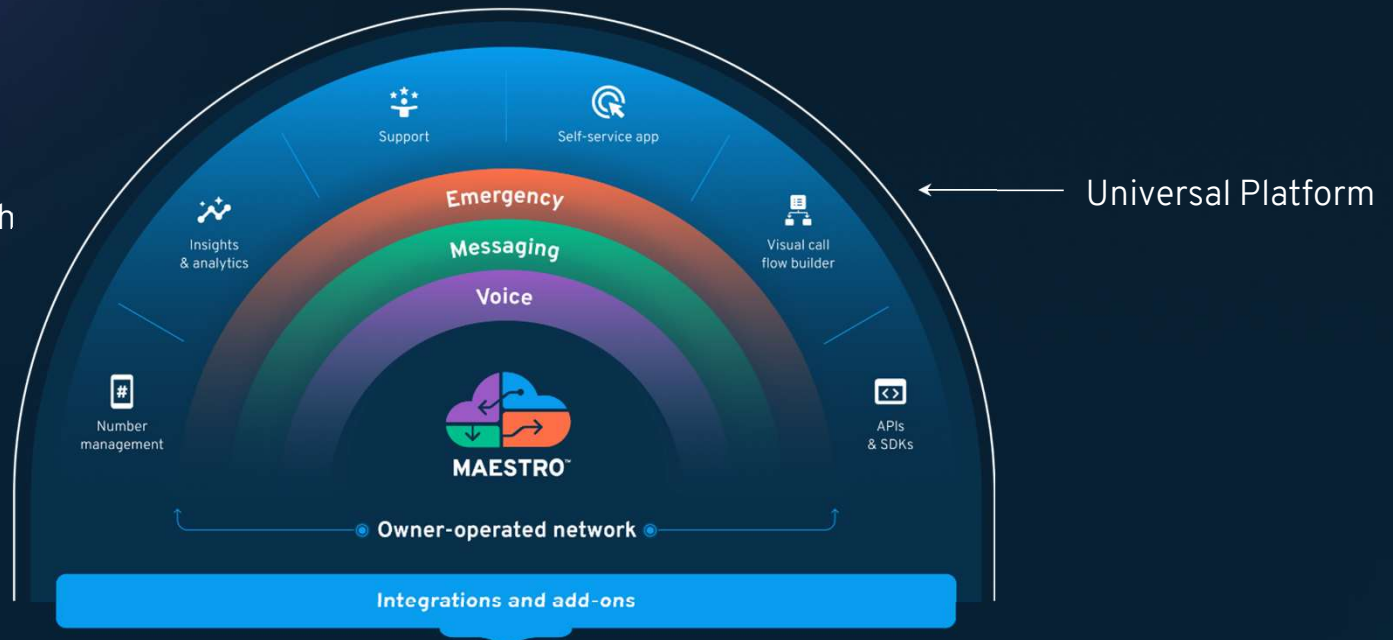 Support
Self-service app
Emergency
Universal Platform
h
Insights
& analytics
Messaging
Visual call
flow builder
Voice
#
Number
management
APIs
& SDKs
MAESTRO™
Owner-operated network
Integrations and add-ons